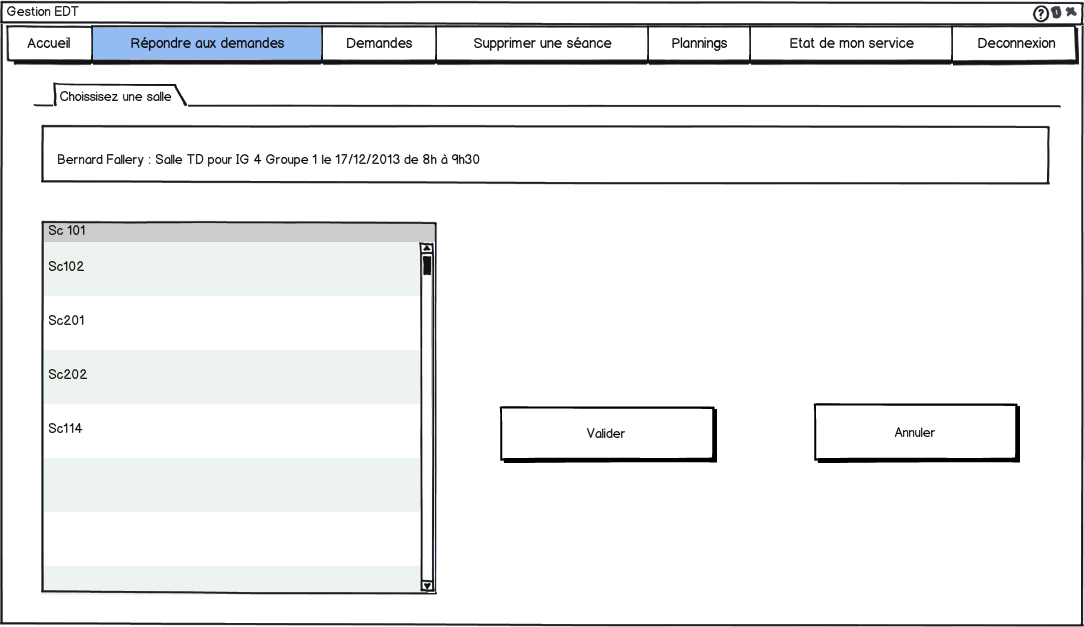 Gestion EDT
Accueil Répondre aux demandes Demandes Supprimer une séance Plannings Etat de mon service Deconnexion
Choissisez une salle
Bernard Fallery : Salle TD pour IG 4 Groupe 1 le 17/12/2013 de 8h à 9h30
Sc 101
Sc102
Sc201
Sc202
Sc114
Valider Annuler